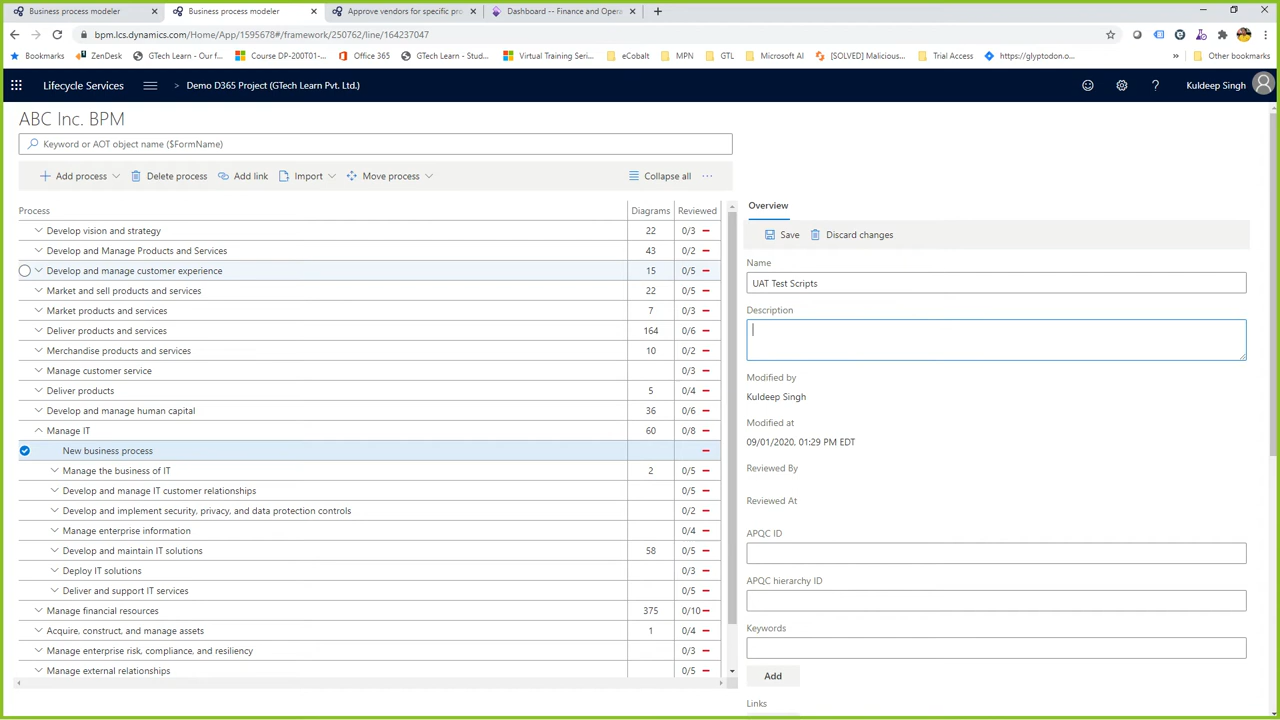 Business process modeler
Business process modeler
Approve vendors for specific pro
Dashboard -- Finance and Opera
bpm.lcs.dynamics.com/Home/App/1595678#/framework/250762/line/164237047
Bookmarks
ZenDesk
GTech Learn - Our f...
Course DP-200T01-...
Office 365
GTech Learn - Stud...
Virtual Training Seri...
eCobalt
MPN
GTL
Microsoft AI
[SOLVED] Malicious...
Trial Access
https://glyptodon.o...
Other bookmarks
Lifecycle Services
> Demo D365 Project (GTech Learn Pvt. Ltd.)
Kuldeep Singh
ABC Inc. BPM
Keyword or AOT object name ($FormName)
Add process
Delete process
Add link
Import
Move process
Collapse all
Process Diagrams Reviewed
Develop vision and strategy 22 0/3
Develop and Manage Products and Services 43 0/2
Develop and manage customer experience 15 0/5
Market and sell products and services 22 0/5
Market products and services 7 0/3
Deliver products and services 164 0/6
Merchandise products and services 10 0/2
Manage customer service 0/3
Deliver products 5 0/4
Develop and manage human capital 36 0/6
Manage IT 60 0/8
New business process
Manage the business of IT 2 0/5
Develop and manage IT customer relationships 0/5
Develop and implement security, privacy, and data protection controls 0/2
Manage enterprise information 0/4
Develop and maintain IT solutions 58 0/5
Deploy IT solutions 0/3
Deliver and support IT services 0/5
Manage financial resources 375 0/10
Acquire, construct, and manage assets 1 0/4
Manage enterprise risk, compliance, and resiliency 0/3
Manage external relationships 0/5
Overview
Save
Discard changes
Name
UAT Test Scripts
Description
Modified by
Kuldeep Singh
Modified at
09/01/2020, 01:29 PM EDT
Reviewed By
Reviewed At
APQC ID
APQC hierarchy ID
Keywords
Add
Links